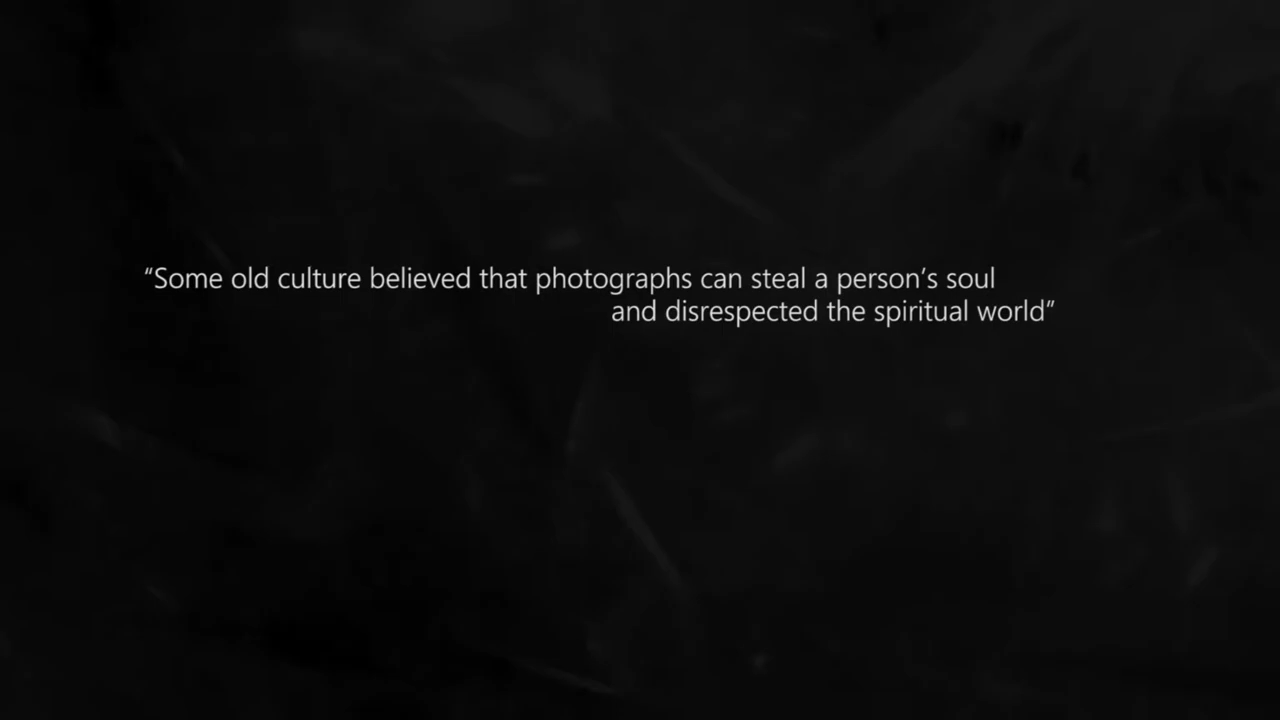 “Some old culture believed that photographs can steal a person’s soul
and disrespected the spiritual world”